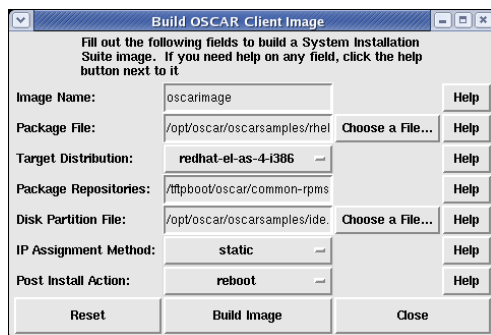 Build OSCAR Client Image
Fill out the following fields to build a System Installation
Suite image. If you need help on any field, click the help
button next to it
Image Name: oscarimage Help
Package File: /opt/oscar/oscarsamples/rhel Choose a File... Help
Target Distribution: redhat-el-as-4-i386 Help
Package Repositories: /tftpboot/oscar/common-rpms Help
Disk Partition File: /opt/oscar/oscarsamples/ide. Choose a File... Help
IP Assignment Method: static Help
Post Install Action: reboot Help
Reset Build Image Close